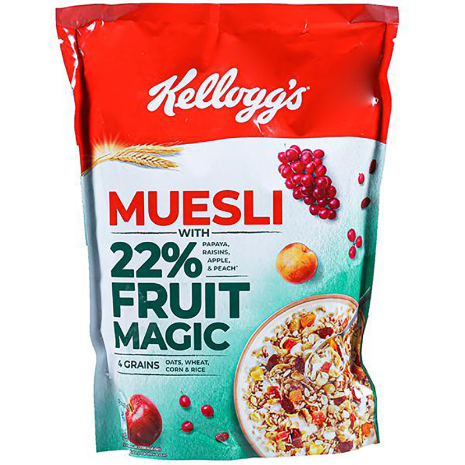 Kellogg's
MUESLI
WITH
22%
PAPAYA,
RAISINS,
APPLE,
& PEACH*
FRUIT
MAGIC
4 GRAINS
OATS, WHEAT,
CORN & RICE